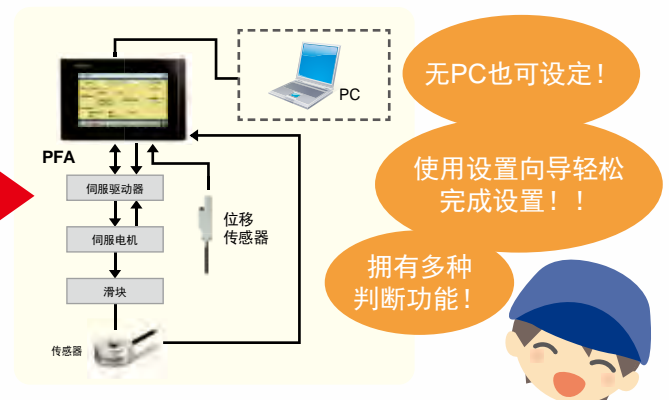 PC
PFA
伺服驱动器
伺服电机
滑块
传感器
位移
传感器
无PC也可设定！
使用设置向导轻松
完成设置！！
拥有多种
判断功能！